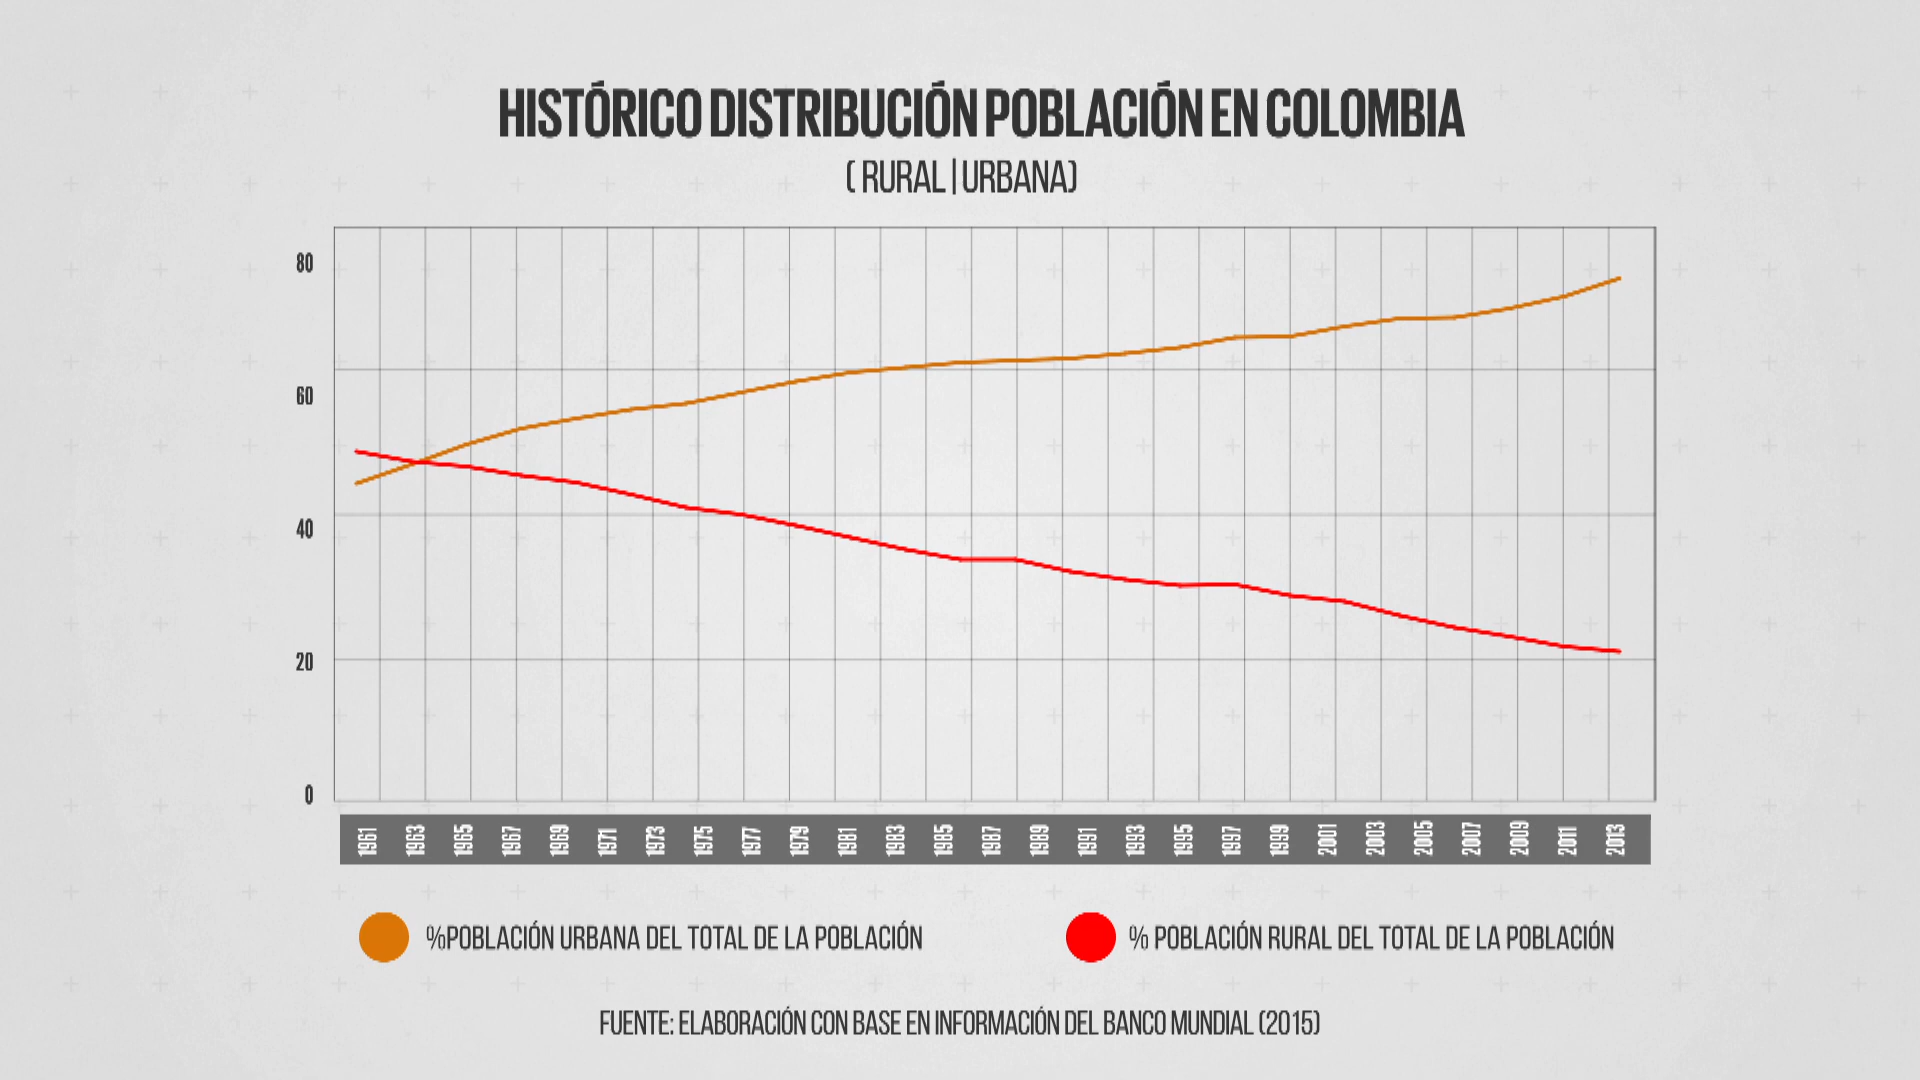 HISTÓRICO DISTRIBUCIÓN POBLACIÓN EN COLOMBIA
( RURAL | URBANA)
80
60
40
20
0
1961 1963 1965 1967 1969 1971 1973 1975 1977 1979 1981 1983 1985 1987 1989 1991 1993 1995 1997 1999 2001 2003 2005 2007 2009 2011 2013
%POBLACIÓN URBANA DEL TOTAL DE LA POBLACIÓN
% POBLACIÓN RURAL DEL TOTAL DE LA POBLACIÓN
FUENTE: ELABORACIÓN CON BASE EN INFORMACIÓN DEL BANCO MUNDIAL (2015)